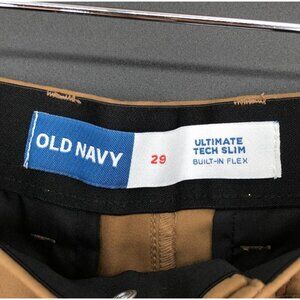 OLD NAVY
29
ULTIMATE
TECH SLIM
BUILT-IN FLEX